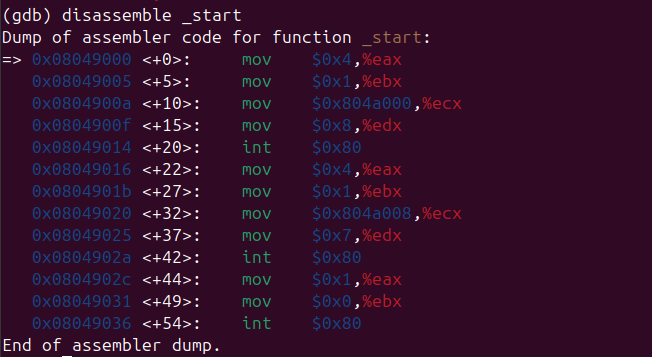 (gdb) disassemble _start
Dump of assembler code for function _start:
=> 0x08049000 <+0>:     mov    $0x4,%eax
   0x08049005 <+5>:     mov    $0x1,%ebx
   0x0804900a <+10>:    mov    $0x804a000,%ecx
   0x0804900f <+15>:    mov    $0x8,%edx
   0x08049014 <+20>:    int    $0x80
   0x08049016 <+22>:    mov    $0x4,%eax
   0x0804901b <+27>:    mov    $0x1,%ebx
   0x08049020 <+32>:    mov    $0x804a008,%ecx
   0x08049025 <+37>:    mov    $0x7,%edx
   0x0804902a <+42>:    int    $0x80
   0x0804902c <+44>:    mov    $0x1,%eax
   0x08049031 <+49>:    mov    $0x0,%ebx
   0x08049036 <+54>:    int    $0x80
End of assembler dump.